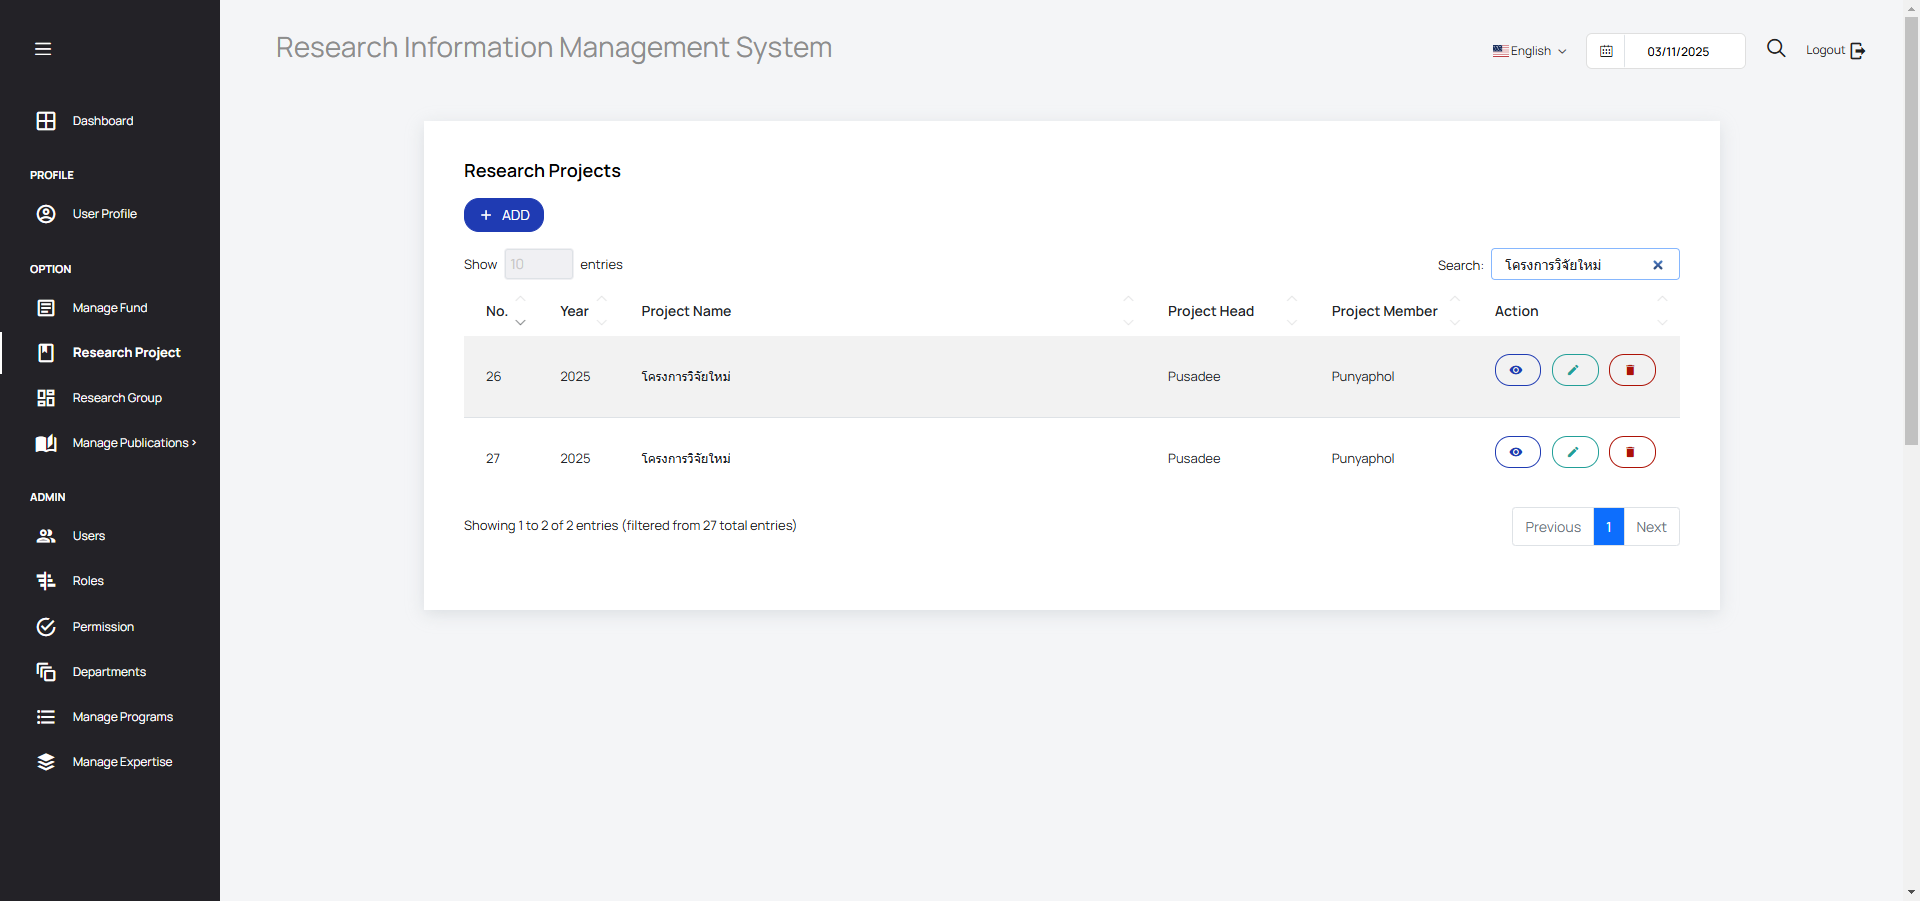 Research Information Management System
English
03/11/2025
Logout
Dashboard
PROFILE
User Profile
OPTION
Manage Fund
Research Project
Research Group
Manage Publications
ADMIN
Users
Roles
Permission
Departments
Manage Programs
Manage Expertise
Research Projects
+ ADD
Show 10 entries
Search: โครงการวิจัยใหม่
No. Year Project Name Project Head Project Member Action
26 2025 โครงการวิจัยใหม่ Pusadee Punyaphol
27 2025 โครงการวิจัยใหม่ Pusadee Punyaphol
Showing 1 to 2 of 2 entries (filtered from 27 total entries)
Previous 1 Next